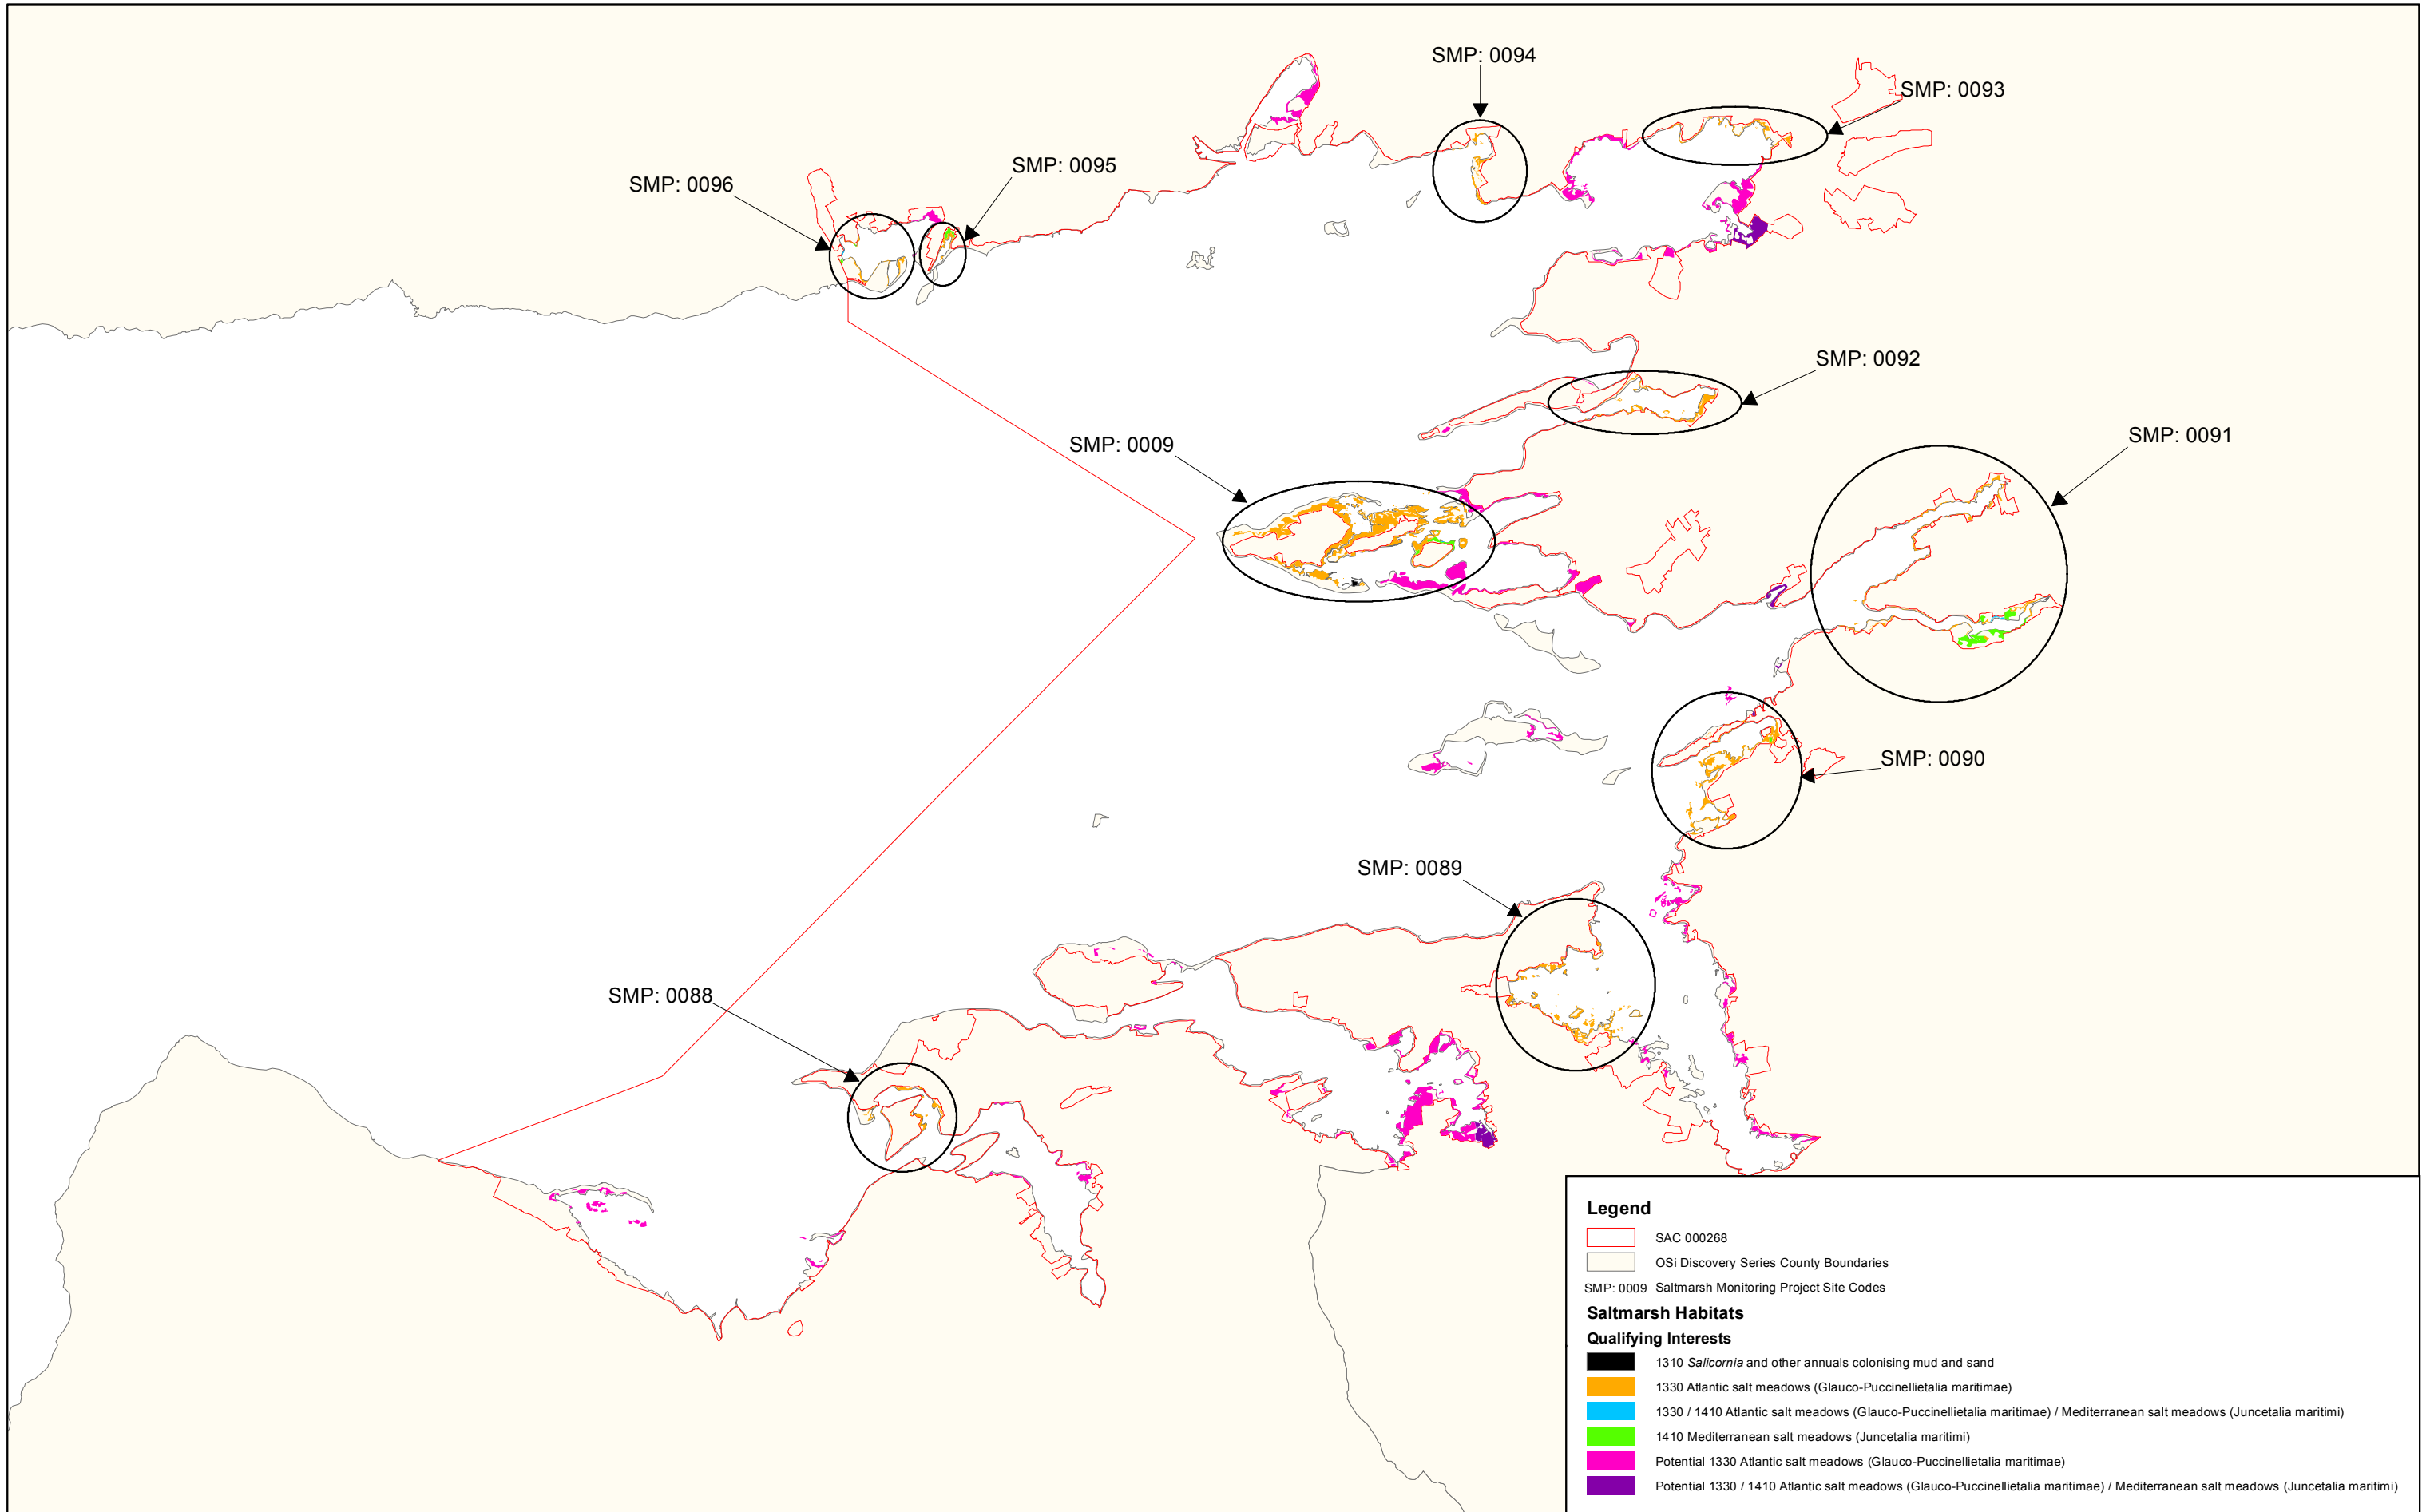 SMP: 0094
SMP: 0093
SMP: 0095
SMP: 0096
SMP: 0092
SMP: 0091
SMP: 0009
SMP: 0090
SMP: 0089
SMP: 0088
Legend
SAC 000268
OSi Discovery Series County Boundaries
SMP: 0009 Saltmarsh Monitoring Project Site Codes
Saltmarsh Habitats
Qualifying Interests
1310 Salicornia and other annuals colonising mud and sand
1330 Atlantic salt meadows (Glauco-Puccinellietalia maritimae)
1330 / 1410 Atlantic salt meadows (Glauco-Puccinellietalia maritimae) / Mediterranean salt meadows (Juncetalia maritimi)
1410 Mediterranean salt meadows (Juncetalia maritimi)
Potential 1330 Atlantic salt meadows (Glauco-Puccinellietalia maritimae)
Potential 1330 / 1410 Atlantic salt meadows (Glauco-Puccinellietalia maritimae) / Mediterranean salt meadows (Juncetalia maritimi)